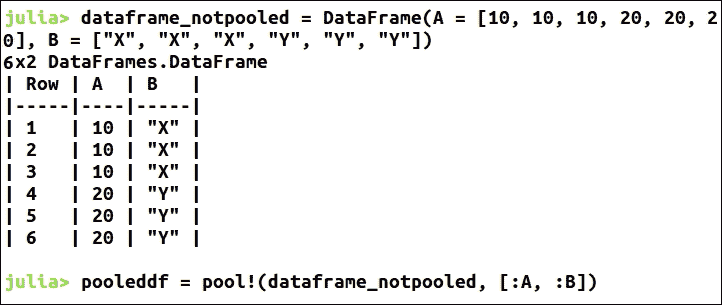 julia> dataframe_notpooled = DataFrame(A = [10, 10, 10, 20, 20, 2
0], B = ["X", "X", "X", "Y", "Y", "Y"])
6x2 DataFrames.DataFrame
| Row | A  | B   |
|-----|----|-----|
| 1   | 10 | "X" |
| 2   | 10 | "X" |
| 3   | 10 | "X" |
| 4   | 20 | "Y" |
| 5   | 20 | "Y" |
| 6   | 20 | "Y" |
julia> pooleddf = pool!(dataframe_notpooled, [:A, :B])